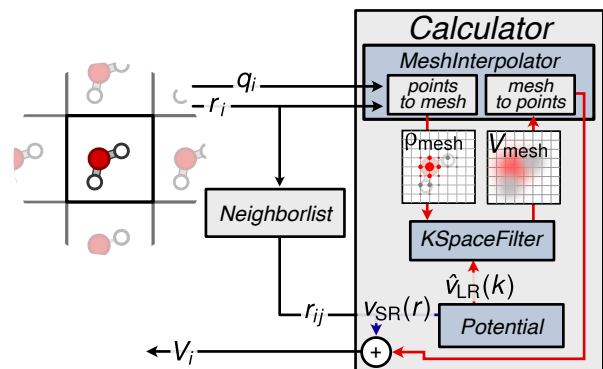 Calculator
MeshInterpolator
q_i
points to mesh
mesh to points
r_i
ρ_mesh
V_mesh
Neighborlist
KSpaceFilter
v̂_LR(k)
r_ij
v_SR(r)
Potential
V_i
+